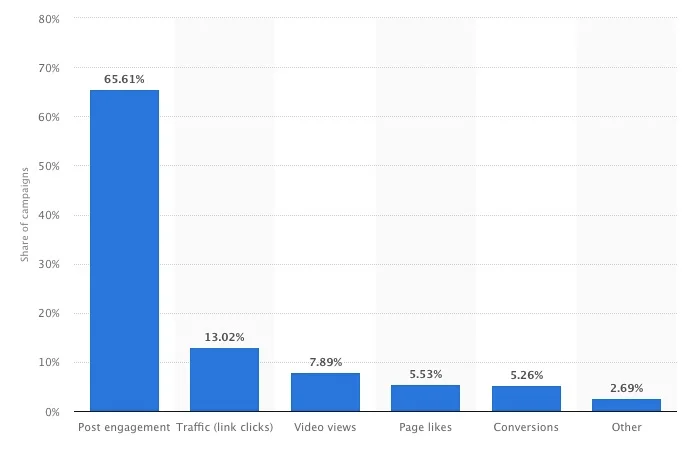 80%
70%
60%
50%
40%
30%
20%
10%
0%
Share of campaigns
65.61%
13.02%
7.89%
5.53%
5.26%
2.69%
Post engagement
Traffic (link clicks)
Video views
Page likes
Conversions
Other